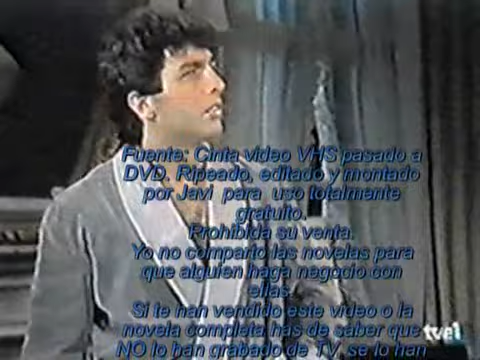 Fuente: Cinta video VHS pasado a
DVD. Ripeado, editado y montado
por Javi para uso totalmente
gratuito.
Prohibida su venta.
Yo no comparto las novelas para
que alguien haga negocio con
ellas
Si te han vendido este video o la
novela completa has de saber que
NO lo han grabado de TV, se lo han
tve1